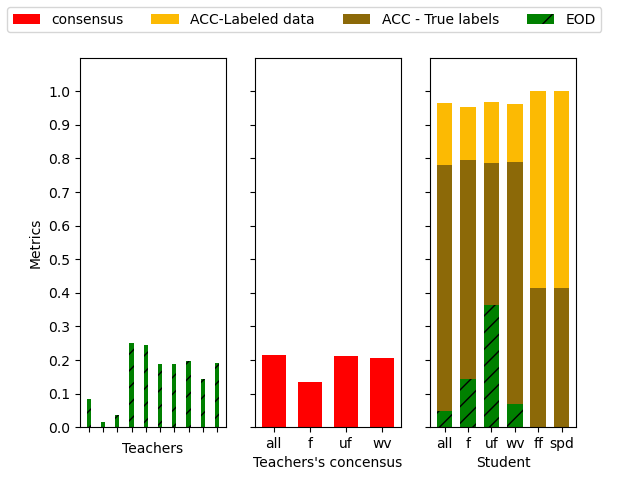 consensus ACC-Labeled data ACC - True labels EOD
Metrics
1.0
0.9
0.8
0.7
0.6
0.5
0.4
0.3
0.2
0.1
0.0
Teachers
all f uf wv
Teachers's concensus
all f uf wv ff spd
Student